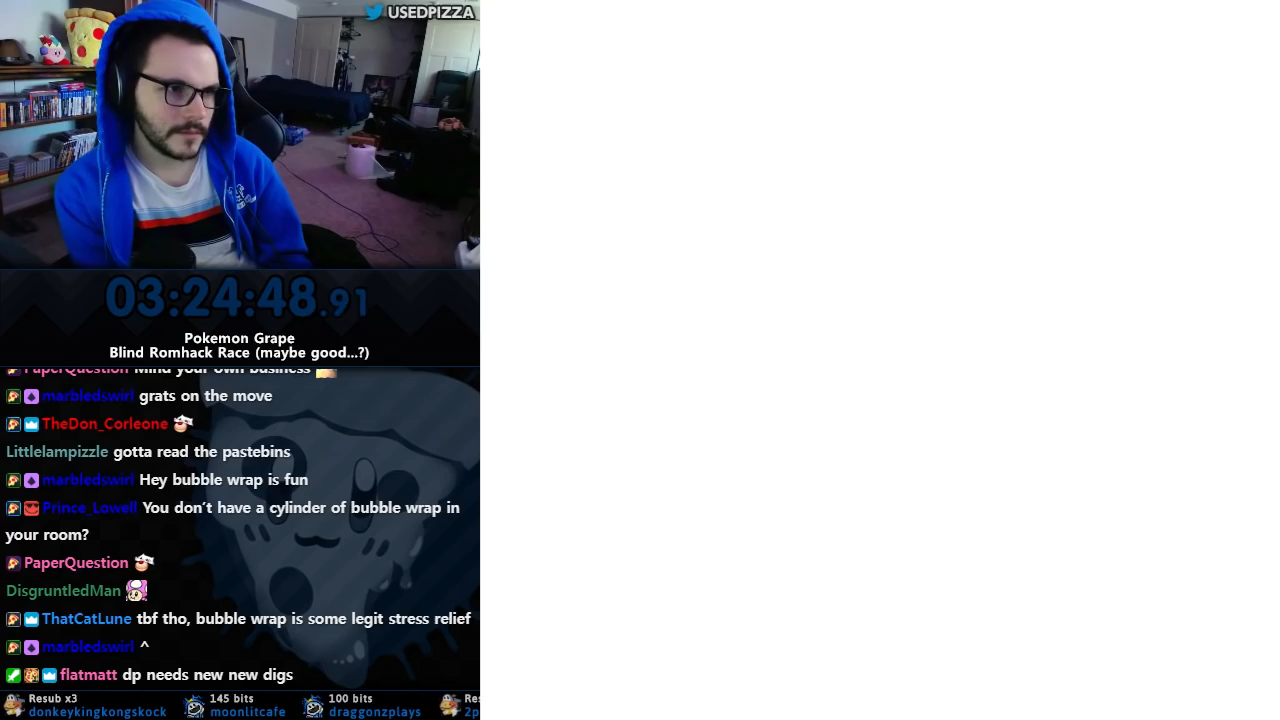 USEDPIZZA
03:24:48.91
Pokemon Grape
Blind Romhack Race (maybe good...?)
PaperQuestion Mind your own business
marbledswirl grats on the move
TheDon_Corleone
Littlelampizzle gotta read the pastebins
marbledswirl Hey bubble wrap is fun
Prince_Lowell You don't have a cylinder of bubble wrap in
your room?
PaperQuestion
DisgruntledMan
ThatCatLune tbf tho, bubble wrap is some legit stress relief
marbledswirl ^
flatmatt dp needs new new digs
Resub x3 145 bits 100 bits Res
donkeykingkongskock moonlitcafe draggonzplays 2p